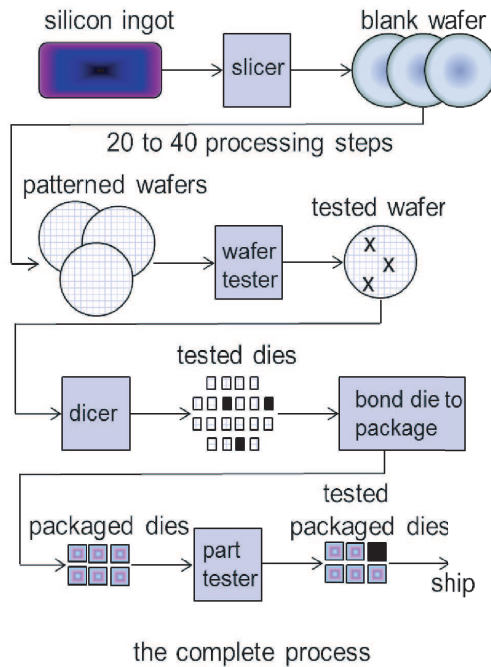 silicon ingot
blank wafer
slicer
20 to 40 processing steps
patterned wafers
tested wafer
wafer
tester
X
X
X
tested dies
dicer
bond die to
package
tested
packaged dies
packaged dies
part
tester
ship
the complete process